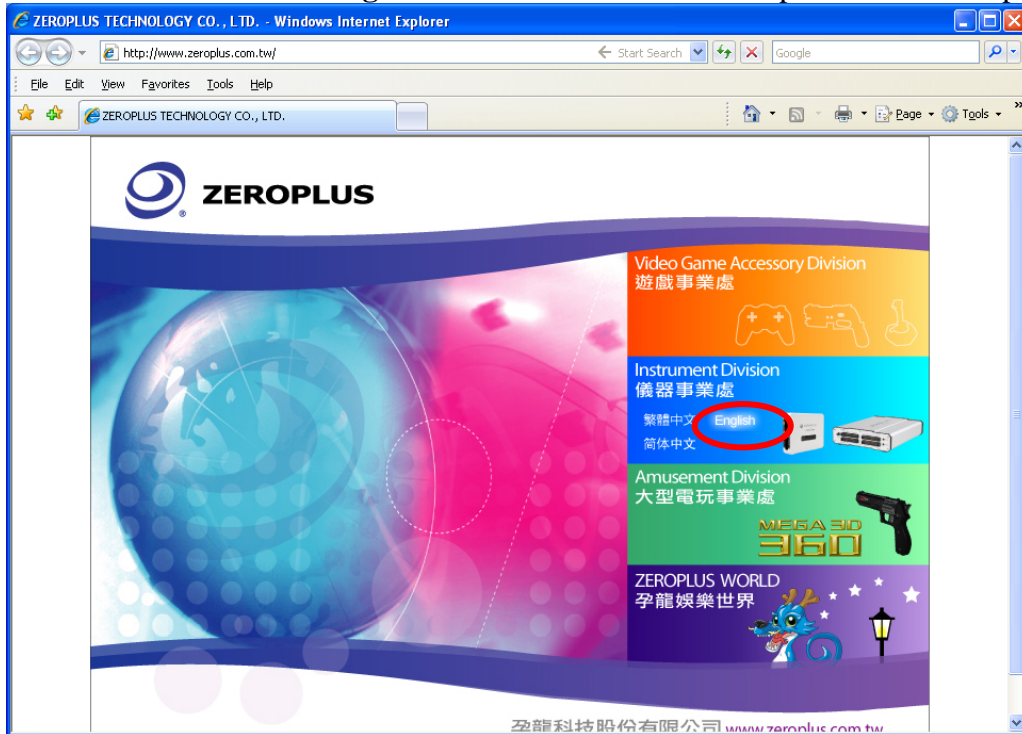 ZEROPLUS TECHNOLOGY CO., LTD. - Windows Internet Explorer
http://www.zeroplus.com.tw/
Start Search
Google
File Edit View Favorites Tools Help
ZEROPLUS TECHNOLOGY CO., LTD.
Page Tools »
ZEROPLUS
Video Game Accessory Division
遊戲事業處
Instrument Division
儀器事業處
繁體中文 English
简体中文
Amusement Division
大型電玩事業處
MEGA 3D
360
ZEROPLUS WORLD
孕龍娛樂世界
孕龍科技股份有限公司 www.zeroplus.com.tw